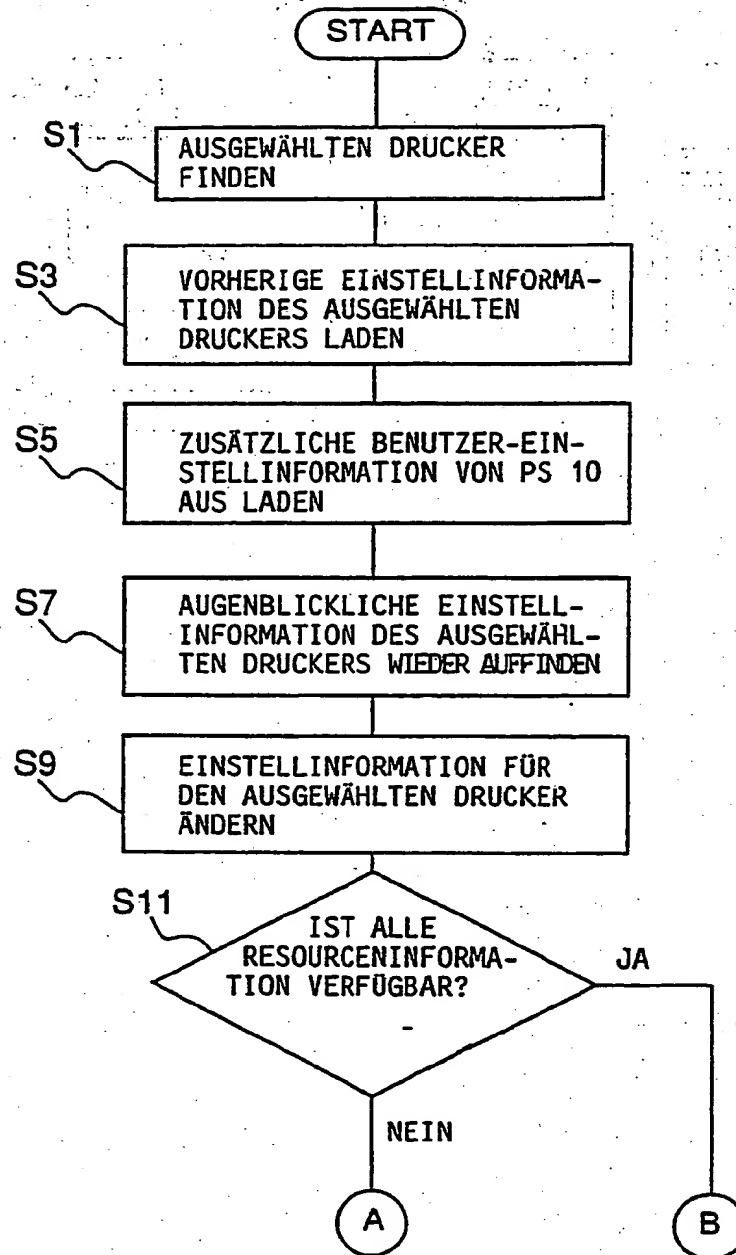 START
S1
AUSGEWÄHLTEN DRUCKER
FINDEN
S3
VORHERIGE EINSTELLINFORMA-
TION DES AUSGEWÄHLTEN
DRUCKERS LADEN
S5
ZUSÄTZLICHE BENUTZER-EIN-
STELLINFORMATION VON PS 10
AUS LADEN
S7
AUGENBLICKLICHE EINSTELL-
INFORMATION DES AUSGEWÄHL-
TEN DRUCKERS WIEDER AUFFINDEN
S9
EINSTELLINFORMATION FÜR
DEN AUSGEWÄHLTEN DRUCKER
ÄNDERN
S11
IST ALLE
RESOURCENINFORMA-
TION VERFÜGBAR?
JA
NEIN
A
B